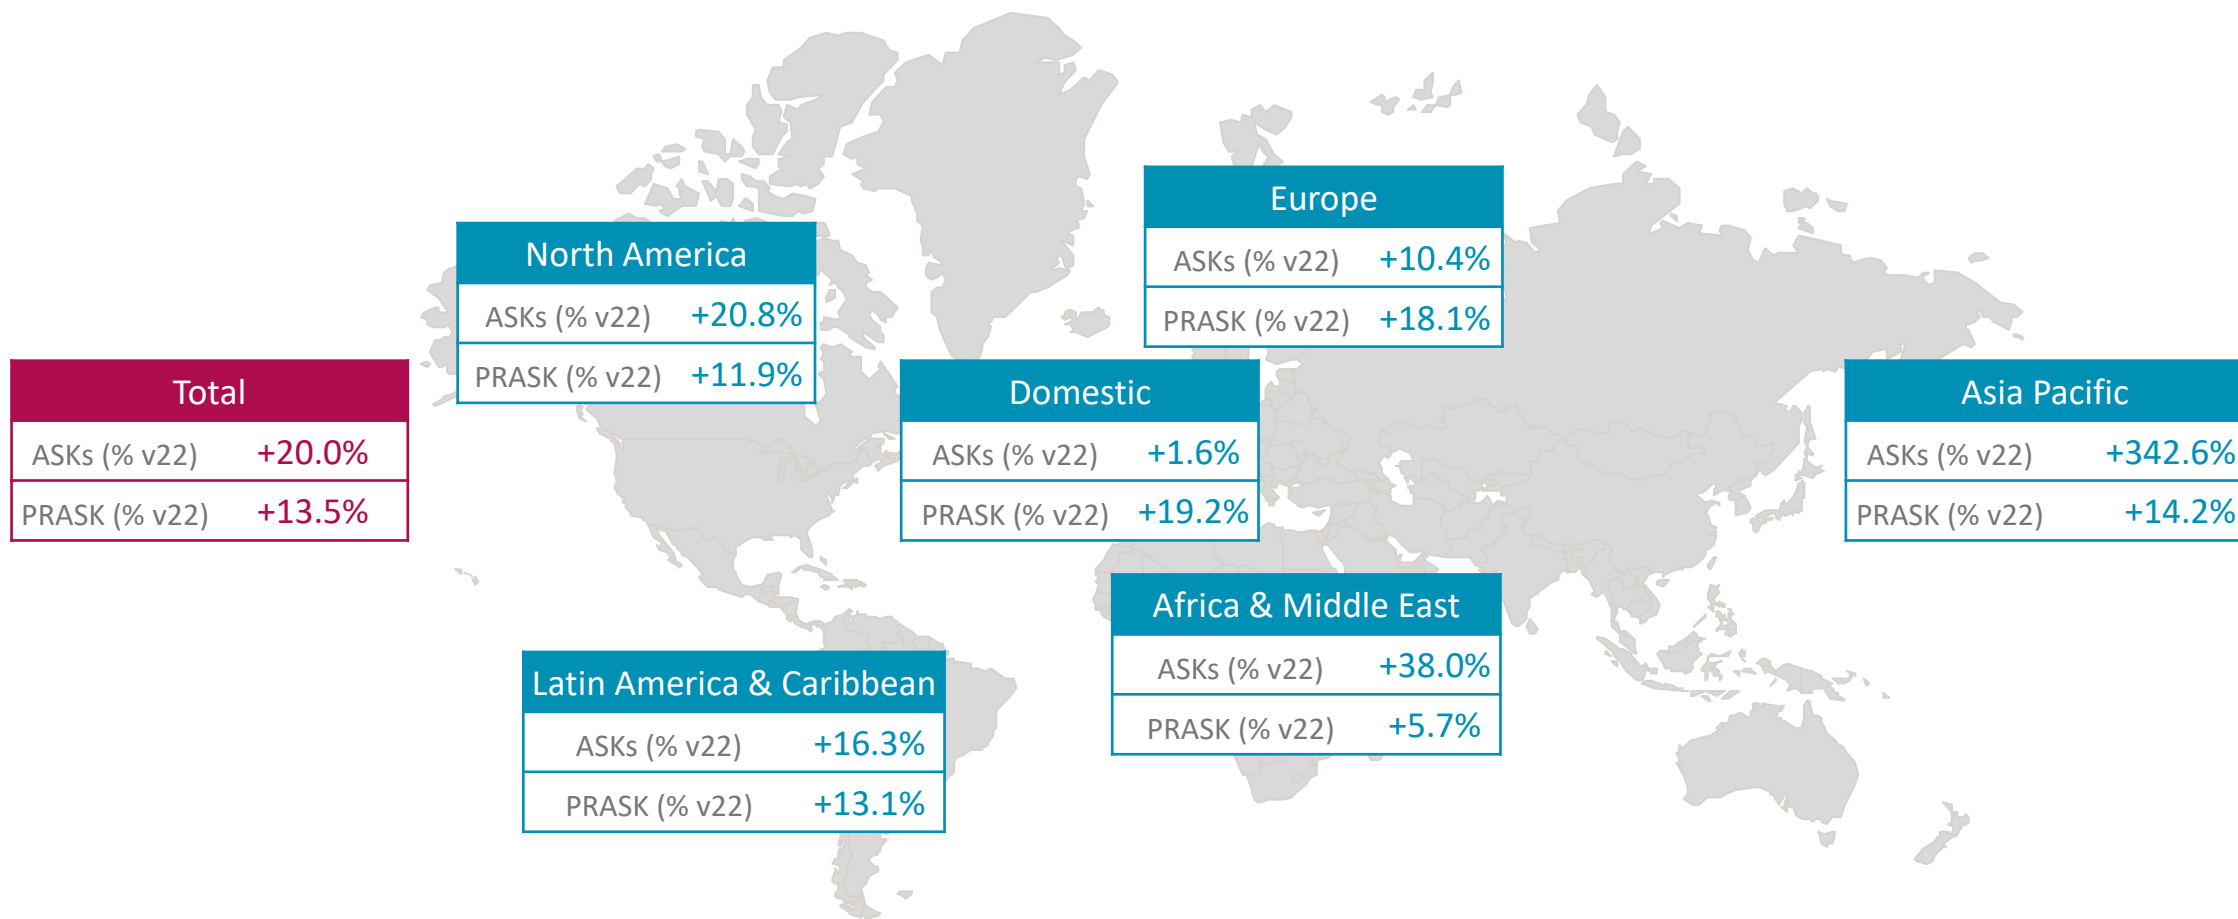 Europe
ASKs (% v22) +10.4%
PRASK (% v22) +18.1%
North America
ASKs (% v22) +20.8%
PRASK (% v22) +11.9%
Total
ASKs (% v22) +20.0%
PRASK (% v22) +13.5%
Domestic
ASKs (% v22) +1.6%
PRASK (% v22) +19.2%
Asia Pacific
ASKs (% v22) +342.6%
PRASK (% v22) +14.2%
Africa & Middle East
ASKs (% v22) +38.0%
PRASK (% v22) +5.7%
Latin America & Caribbean
ASKs (% v22) +16.3%
PRASK (% v22) +13.1%